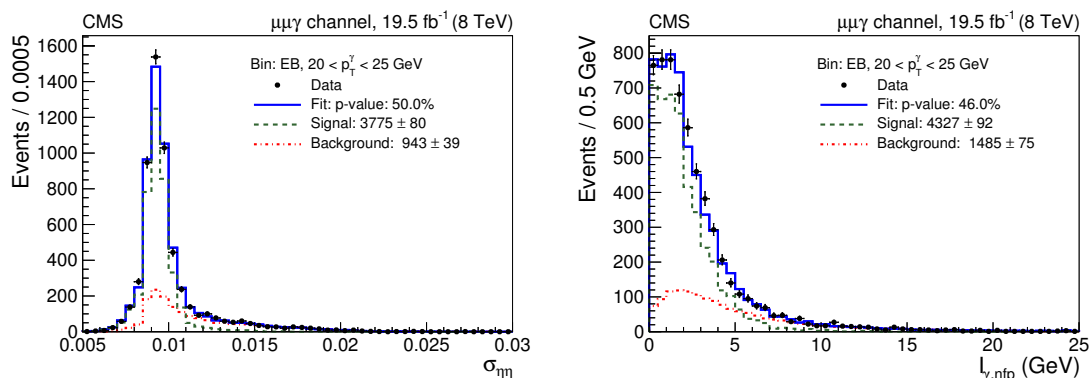 CMS μμγ channel, 19.5 fb⁻¹ (8 TeV)
Events / 0.0005
1600
1400
1200
1000
800
600
400
200
0
Bin: EB, 20 < p_T^γ < 25 GeV
Data
Fit: p-value: 50.0%
Signal: 3775 ± 80
Background: 943 ± 39
0.005 0.01 0.015 0.02 0.025 0.03
σ_ηη
CMS μμγ channel, 19.5 fb⁻¹ (8 TeV)
Events / 0.5 GeV
800
700
600
500
400
300
200
100
0
Bin: EB, 20 < p_T^γ < 25 GeV
Data
Fit: p-value: 46.0%
Signal: 4327 ± 92
Background: 1485 ± 75
0 5 10 15 20 25
I_γ,nfp (GeV)